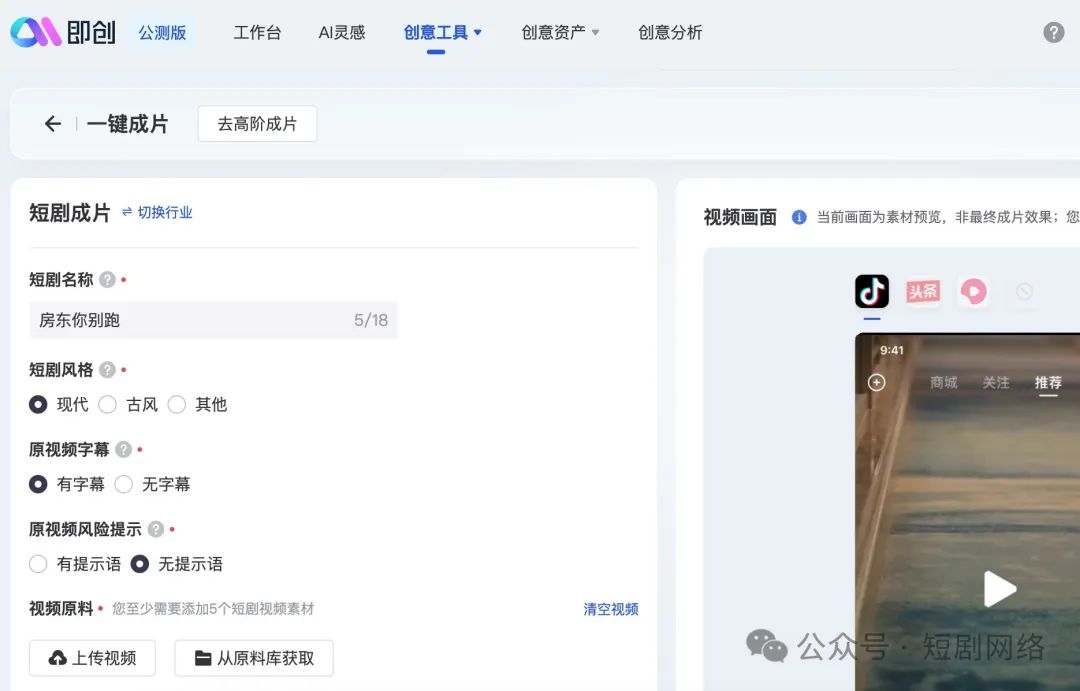 即创 公测版 工作台 AI灵感 创意工具 创意资产 创意分析 ?
一键成片 去高阶成片
短剧成片 切换行业
视频画面 当前画面为素材预览，非最终成片效果；您
短剧名称 ?
头条
房东你别跑 5/18
9:41
短剧风格 ?
商城 关注 推荐
现代 古风 其他
原视频字幕 ?
有字幕 无字幕
原视频风险提示 ?
有提示语 无提示语
视频原料 您至少需要添加5个短剧视频素材 清空视频
上传视频 从原料库获取
公众号 · 短剧网络